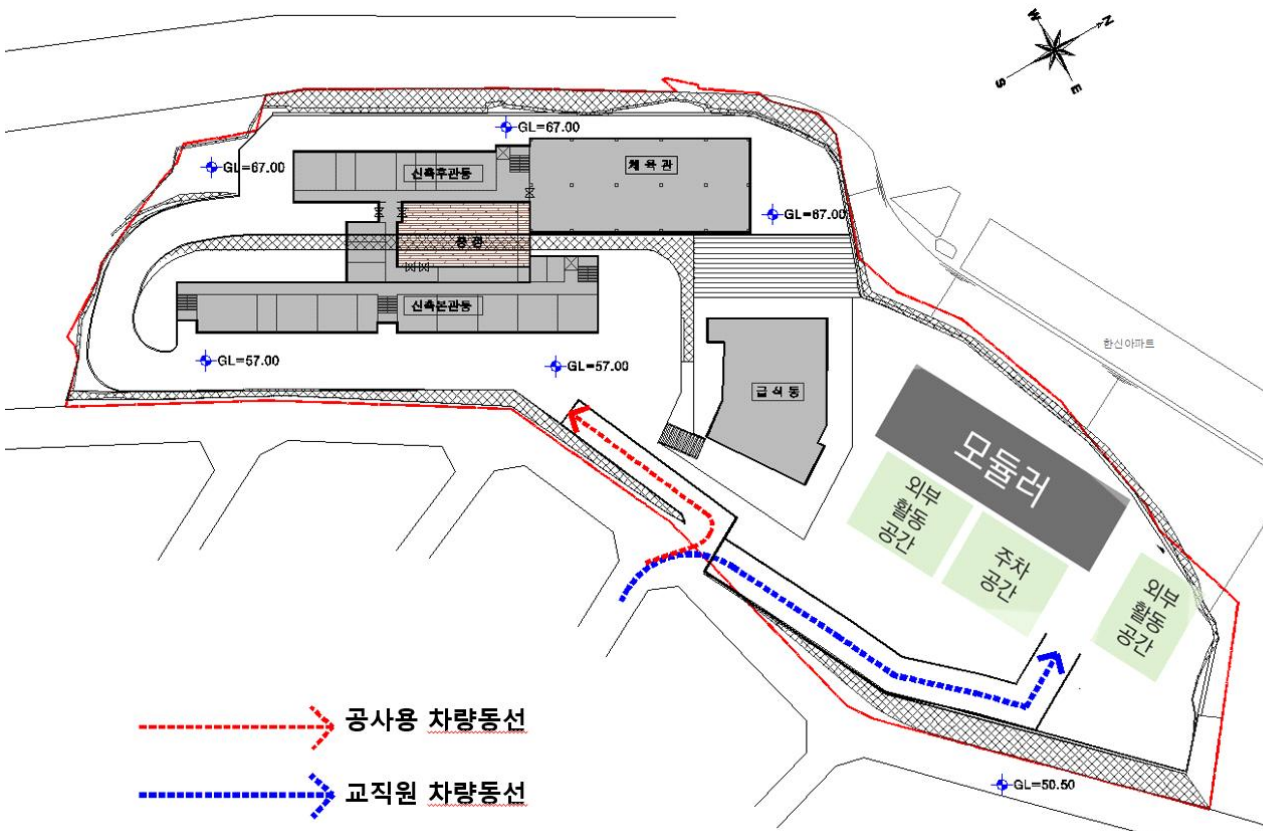 W
N
S
E
GL=67.00
GL=67.00
신축후관동
체육관
GL=67.00
중정
신축본관동
GL=57.00
GL=57.00
급식동
한신아파트
모듈러
외부
활동
공간
주차
공간
외부
활동
공간
공사용 차량동선
교직원 차량동선
GL=50.50